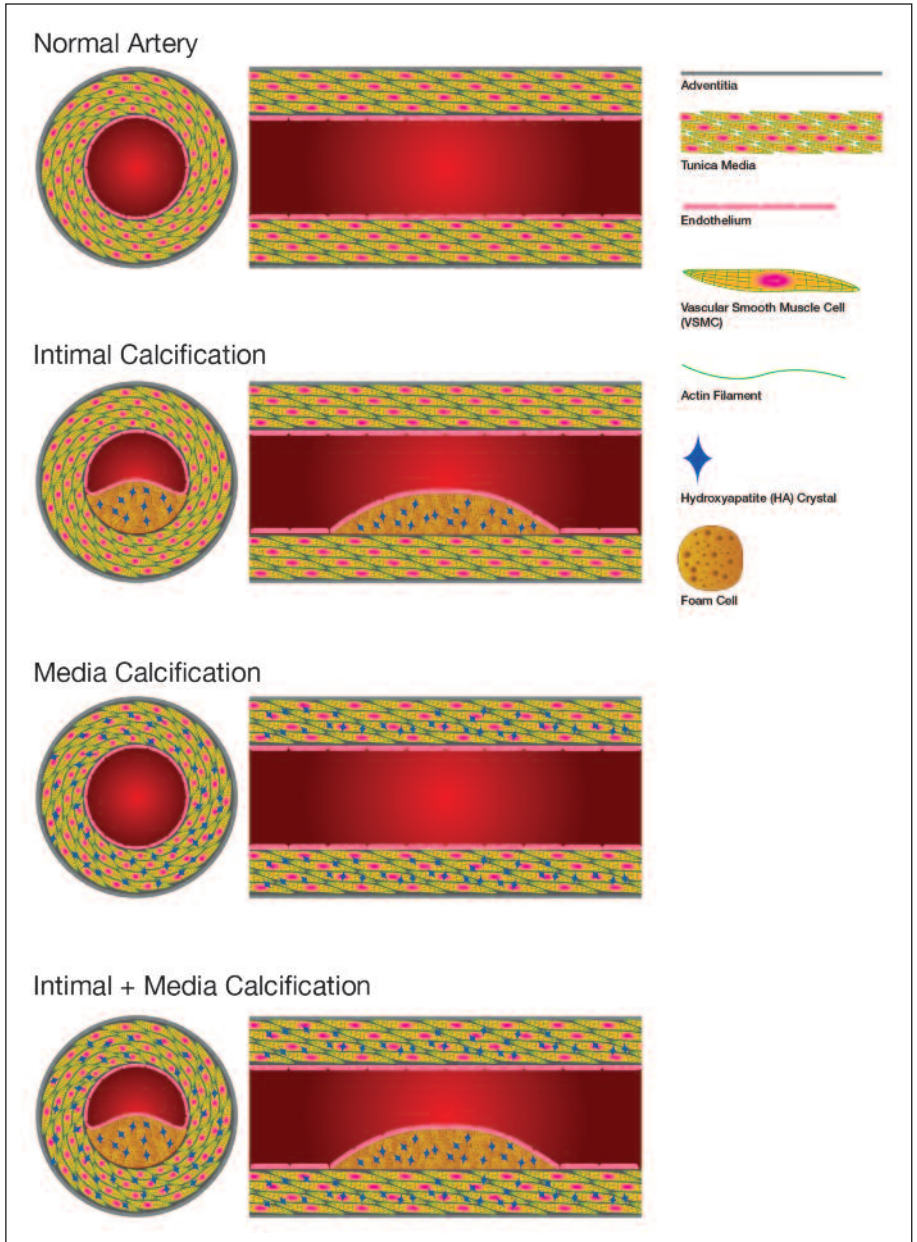 Normal Artery
Adventitia
Tunica Media
Endothelium
Vascular Smooth Muscle Cell
(VSMC)
Intimal Calcification
Actin Filament
Hydroxyapatite (HA) Crystal
Foam Cell
Media Calcification
Intimal + Media Calcification